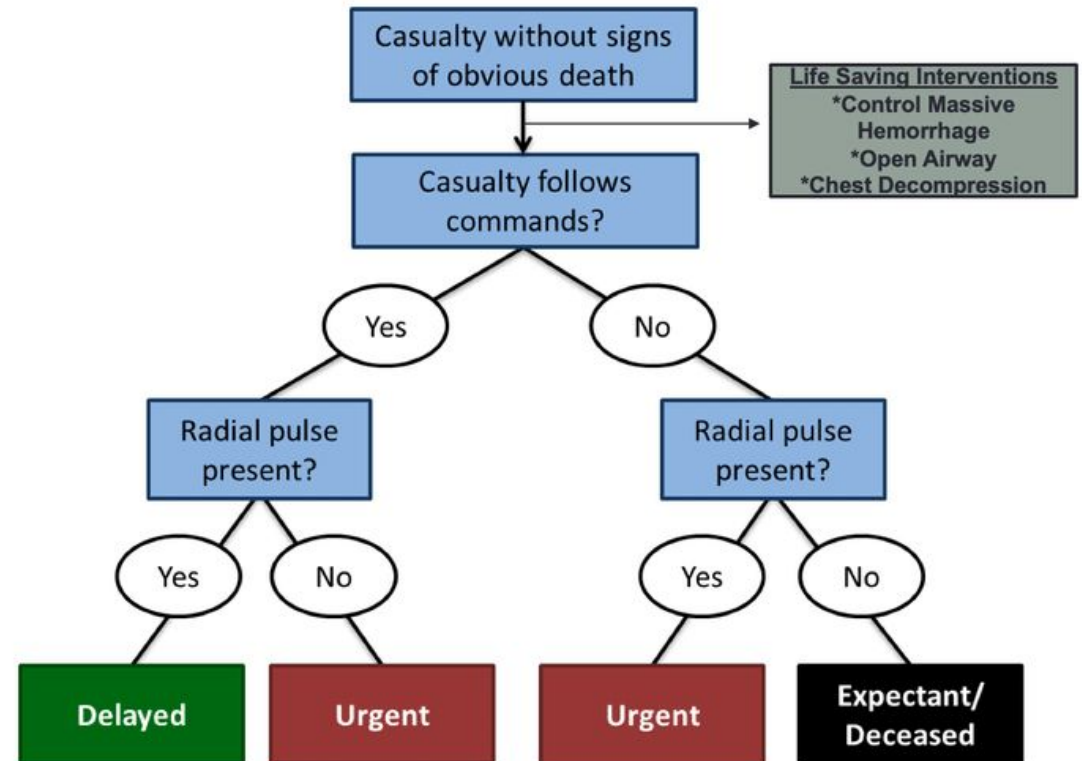 Casualty without signs
of obvious death
Life Saving Interventions
*Control Massive
Hemorrhage
*Open Airway
*Chest Decompression
Casualty follows
commands?
Yes
No
Radial pulse
present?
Radial pulse
present?
Yes
No
Yes
No
Delayed
Urgent
Urgent
Expectant/
Deceased